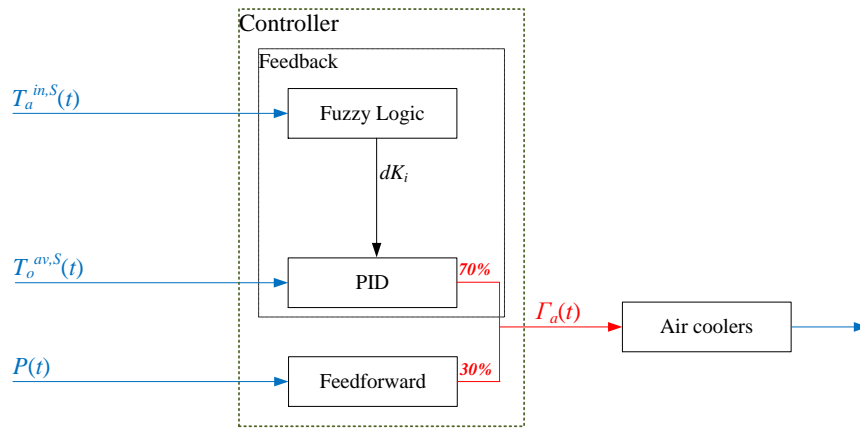 Controller
Feedback
T_a^{in,S}(t)
Fuzzy Logic
dK_i
T_o^{av,S}(t)
PID
70%
Γ_a(t)
Air coolers
P(t)
Feedforward
30%